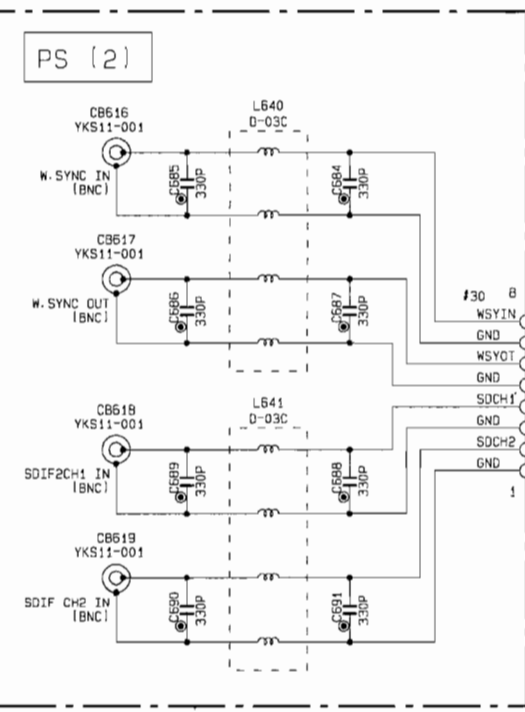 PS (2)
CB616
YKS11-001
W.SYNC IN
(BNC)
L640
D-03C
C685
330P
C684
330P
CB617
YKS11-001
W.SYNC OUT
(BNC)
C686
330P
C687
330P
#30 8
WSYIN
GND
WSYOT
GND
SDCH1
GND
SDCH2
GND
1
CB618
YKS11-001
SDIF2CH1 IN
(BNC)
L641
D-03C
C689
330P
C688
330P
CB619
YKS11-001
SDIF CH2 IN
(BNC)
C690
330P
C691
330P